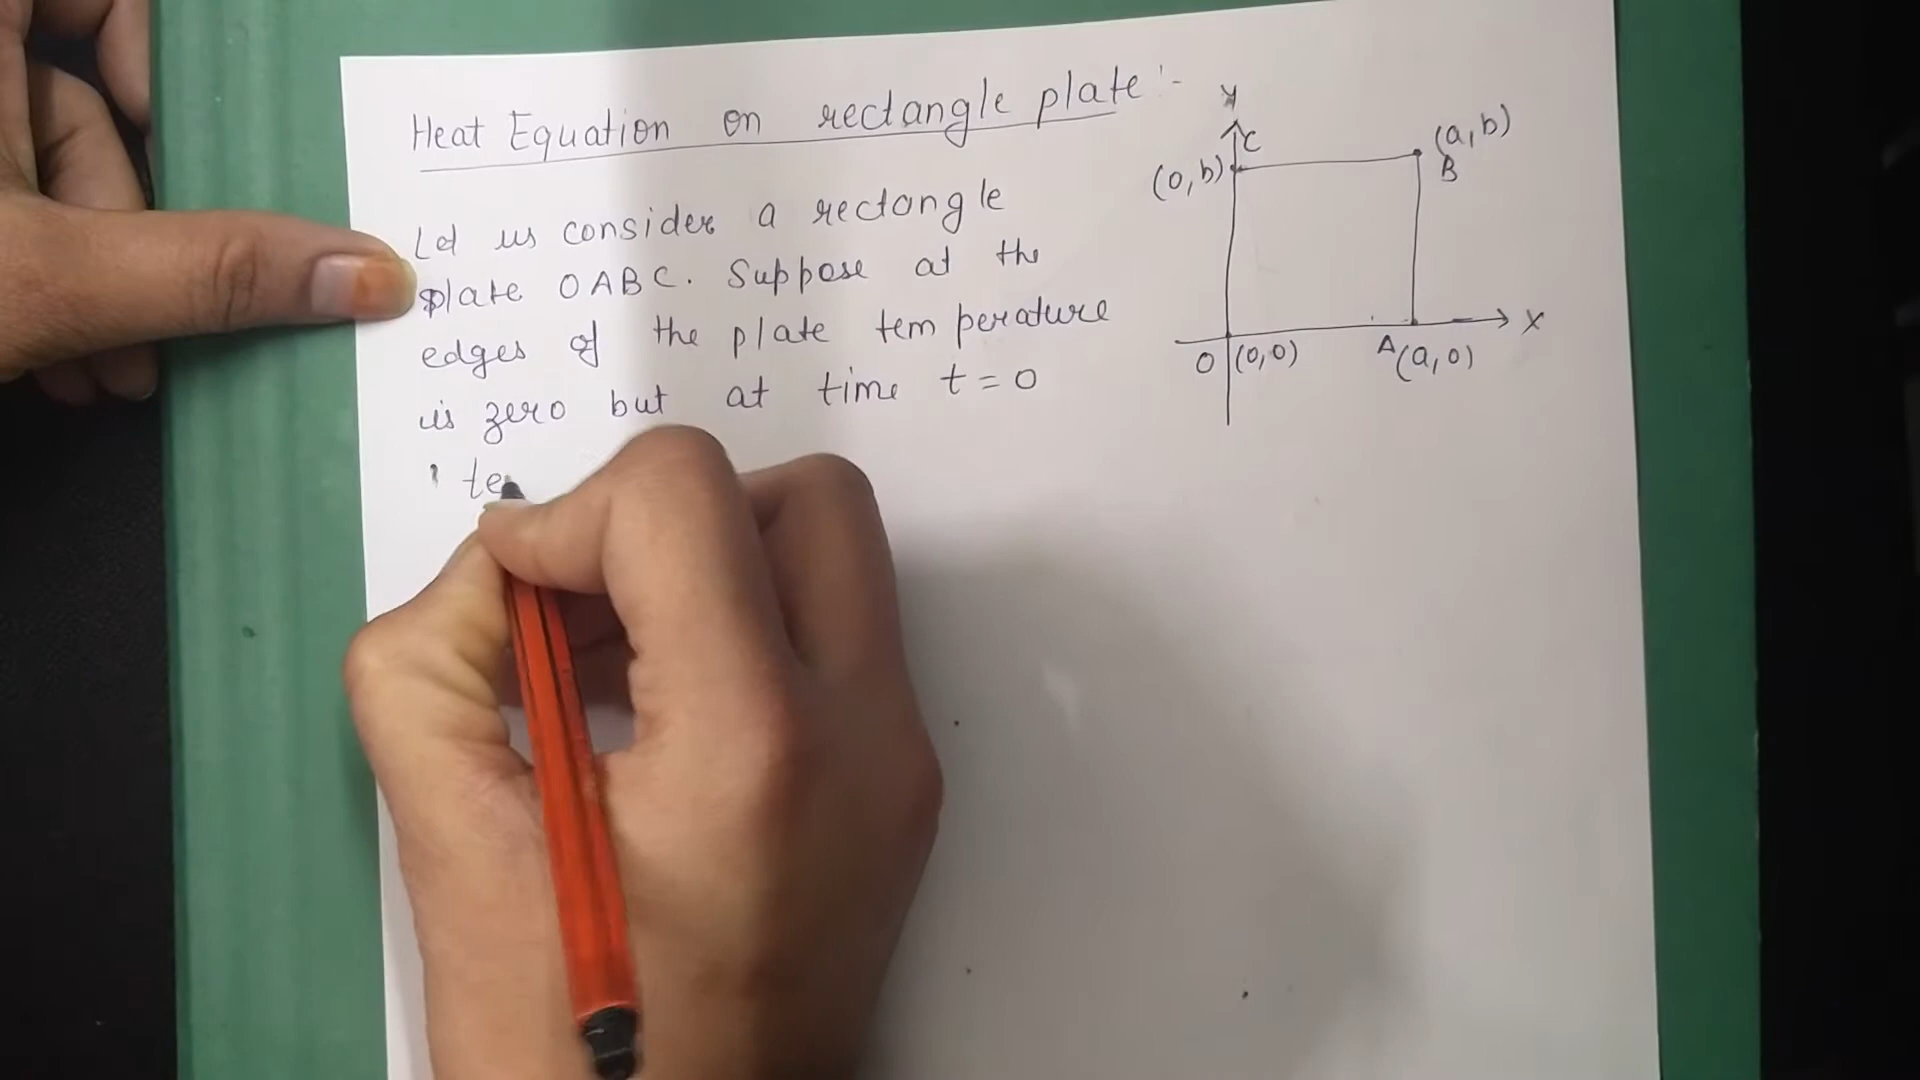 Heat Equation on rectangle plate :-
Let us consider a rectangle
plate OABC. Suppose at the
edges of the plate temperature
is zero but at time t = 0
te
y
C
(0,b)
(a,b)
B
X
O (0,0)
A (a,0)